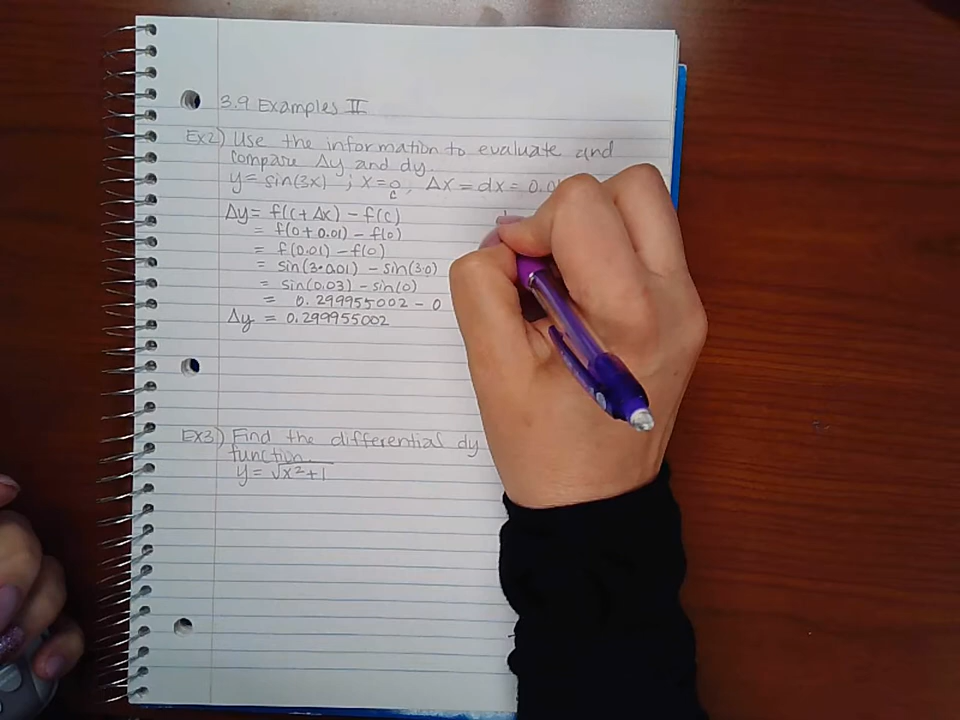 3.9 Examples II
Ex2) Use the information to evaluate and
compare Δy and dy.
y = sin(3x) ; x = 0, Δx = dx = 0.01
c
Δy = f(c + Δx) - f(c)
= f(0 + 0.01) - f(0)
= f(0.01) - f(0)
= sin(3•0.01) - sin(3•0)
= sin(0.03) - sin(0)
= 0.299955002 - 0
Δy = 0.299955002
Ex3) Find the differential dy
function.
y = √x²+1